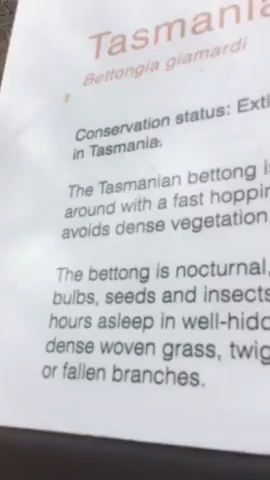 Tasmania
Bettongia giamardi
Conservation status: Exti
in Tasmania.
The Tasmanian bettong i
around with a fast hoppin
avoids dense vegetation
The bettong is nocturnal,
bulbs, seeds and insects
hours asleep in well-hidd
dense woven grass, twig
or fallen branches.